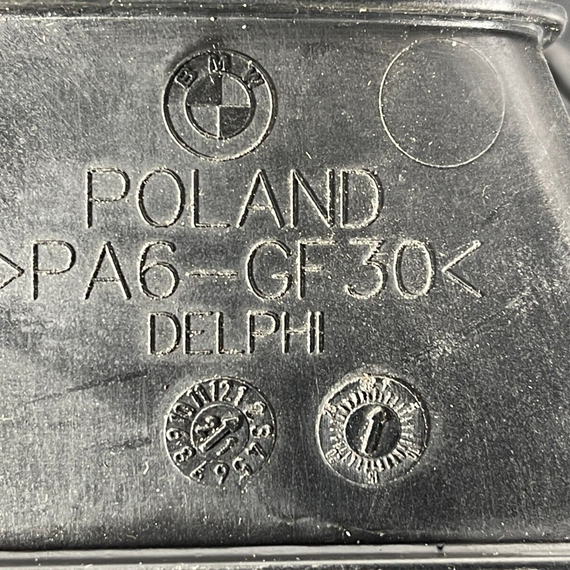 BMW
POLAND
>PA6-GF30<
DELPHI